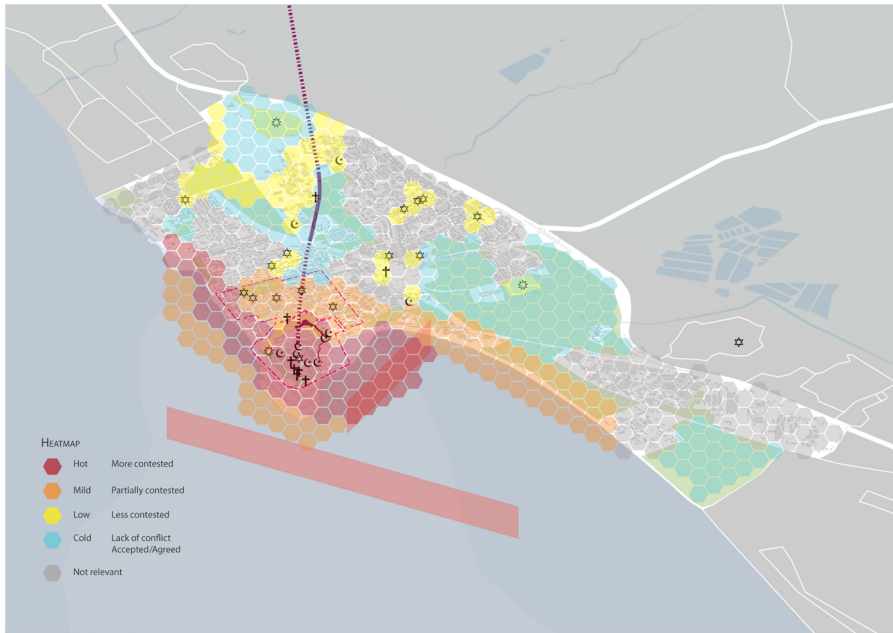 HEATMAP
Hot More contested
Mild Partially contested
Low Less contested
Cold Lack of conflict
Accepted/Agreed
Not relevant